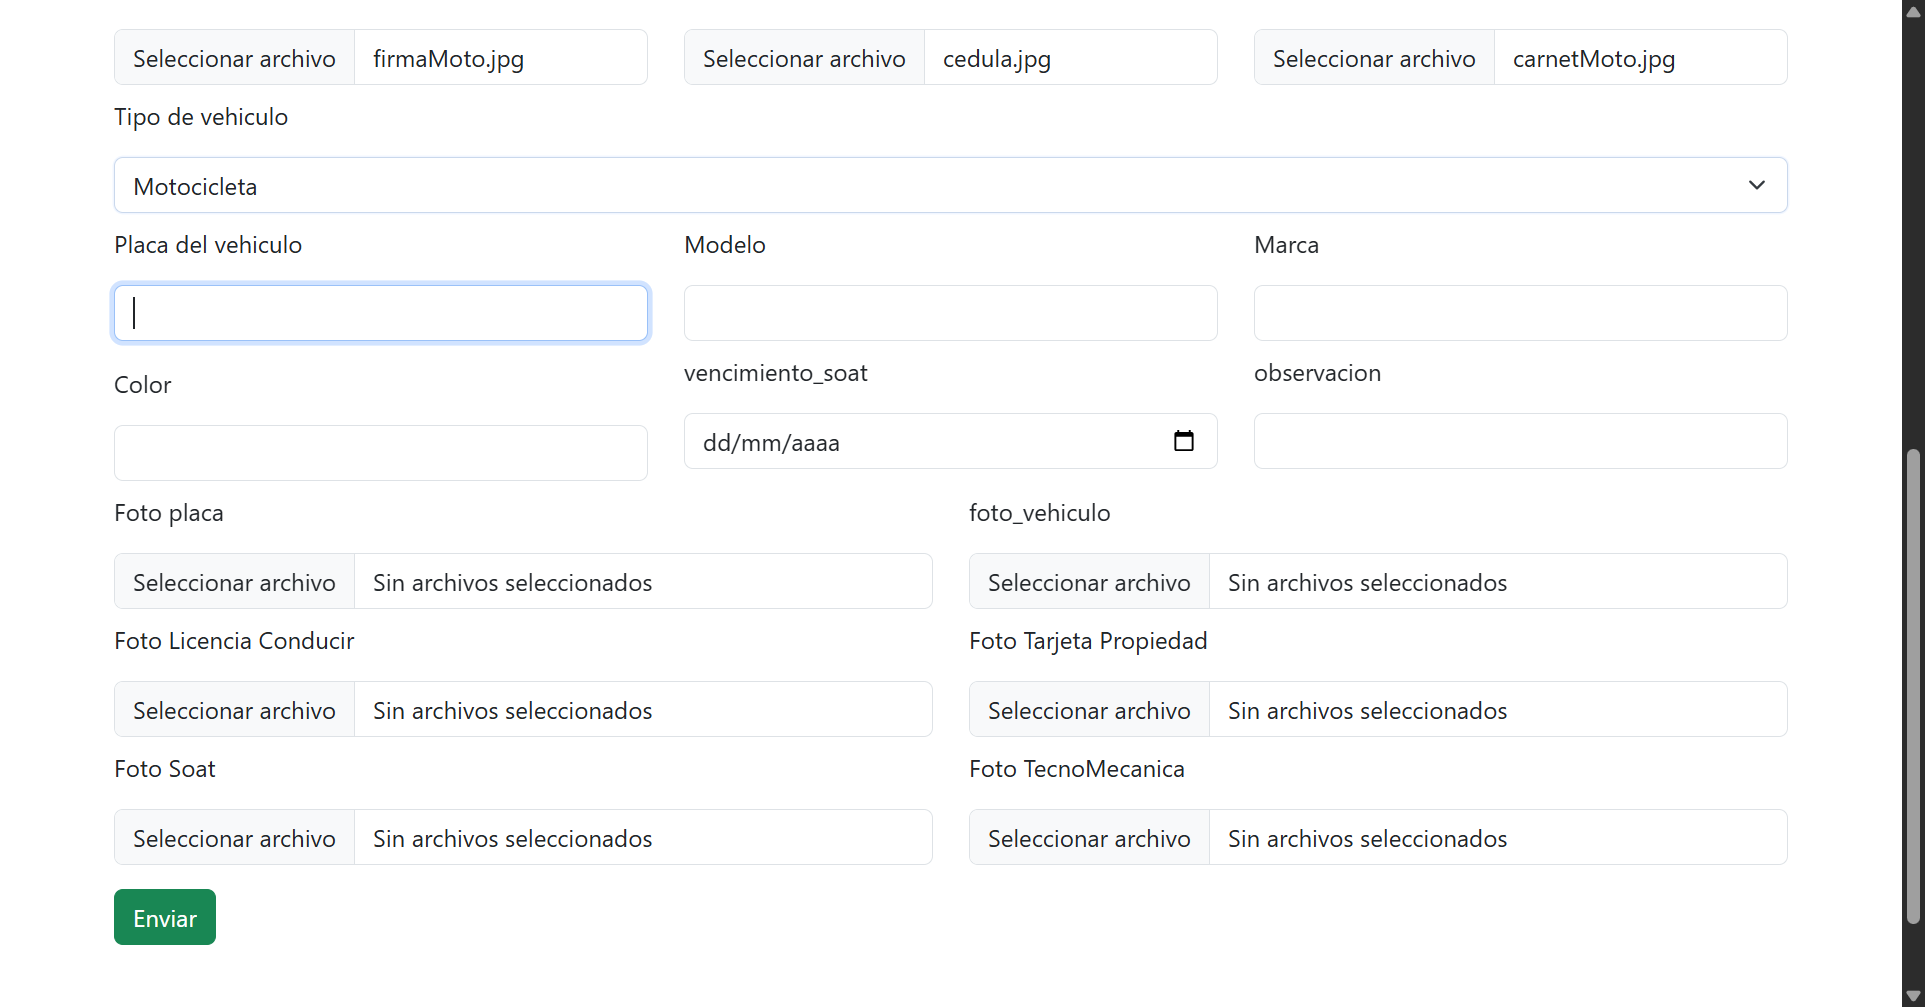 Seleccionar archivo firmaMoto.jpg Seleccionar archivo cedula.jpg Seleccionar archivo carnetMoto.jpg
Tipo de vehiculo
Motocicleta
Placa del vehiculo Modelo Marca
Color vencimiento_soat observacion
dd/mm/aaaa
Foto placa foto_vehiculo
Seleccionar archivo Sin archivos seleccionados Seleccionar archivo Sin archivos seleccionados
Foto Licencia Conducir Foto Tarjeta Propiedad
Seleccionar archivo Sin archivos seleccionados Seleccionar archivo Sin archivos seleccionados
Foto Soat Foto TecnoMecanica
Seleccionar archivo Sin archivos seleccionados Seleccionar archivo Sin archivos seleccionados
Enviar